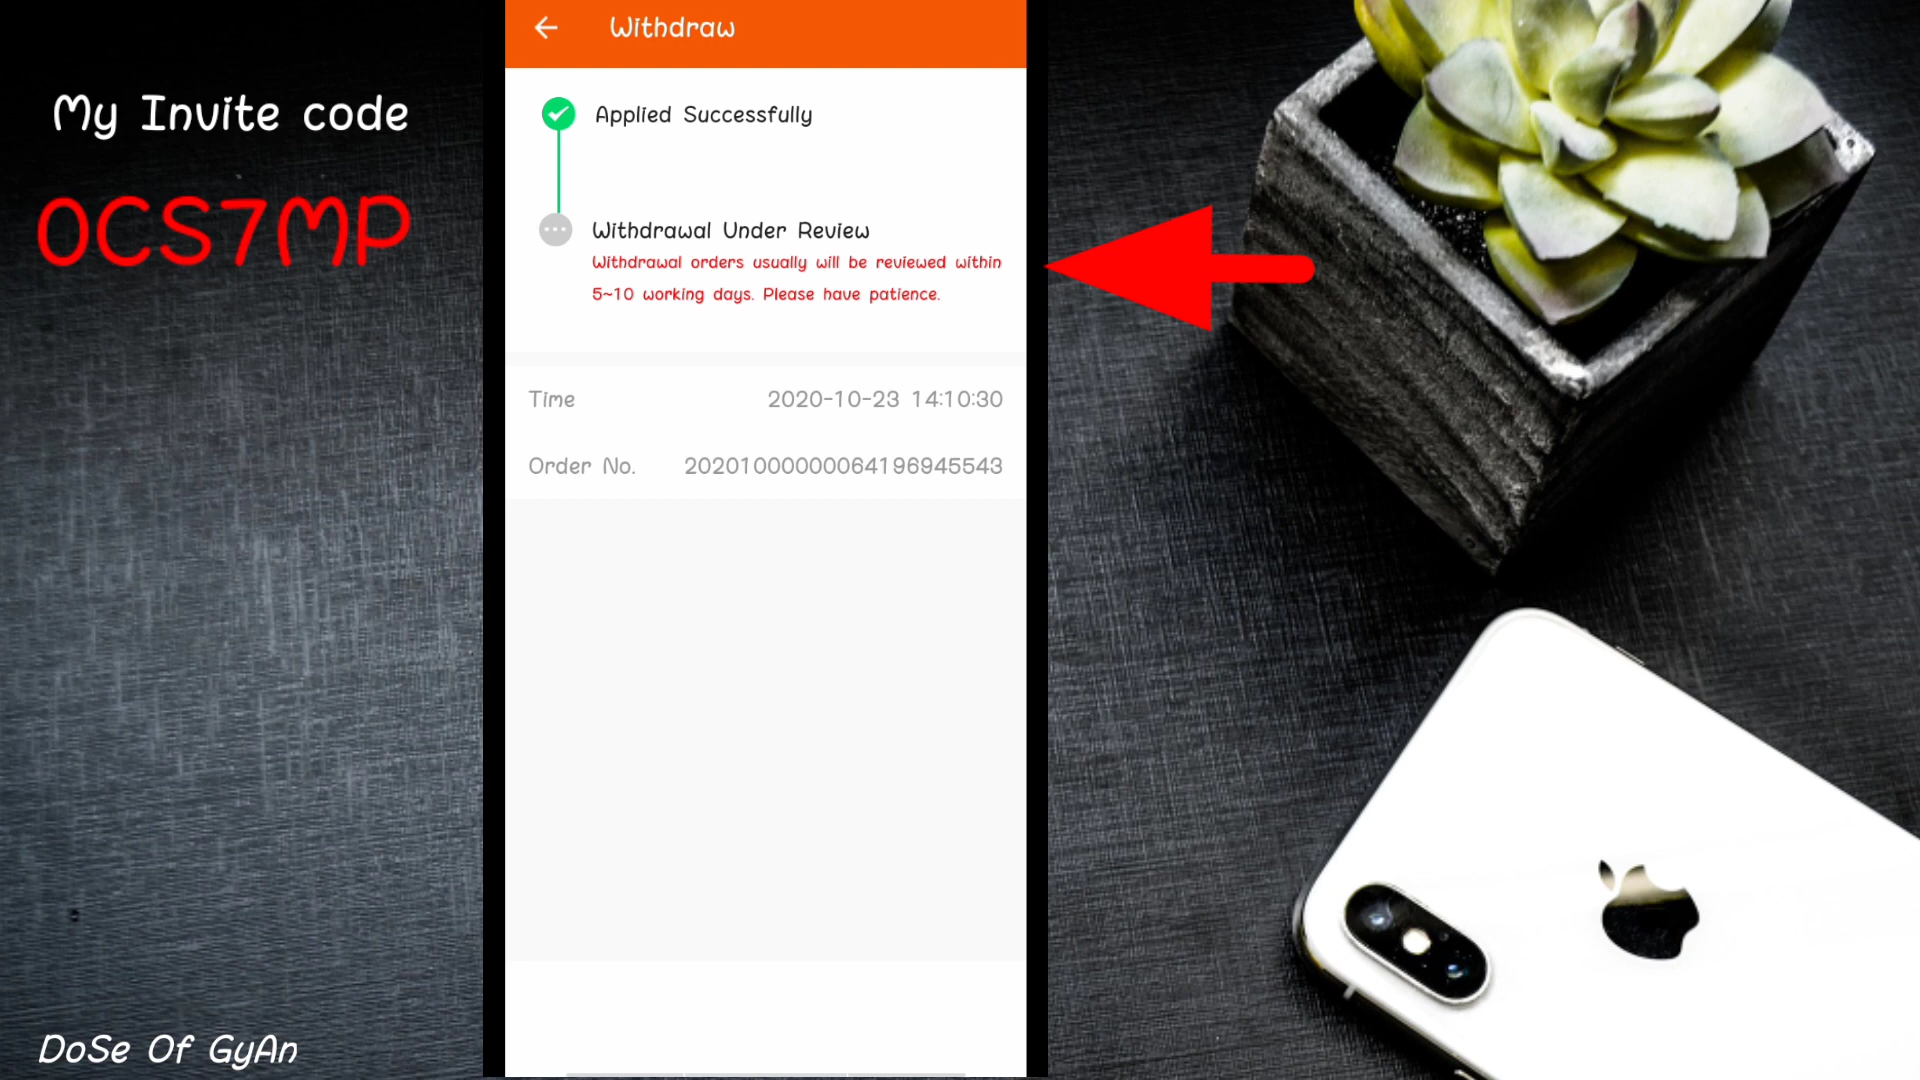 My Invite code
0CS7MP
DoSe Of GyAn
Withdraw
Applied Successfully
Withdrawal Under Review
Withdrawal orders usually will be reviewed within
5~10 working days. Please have patience.
Time 2020-10-23 14:10:30
Order No. 20201000000064196945543